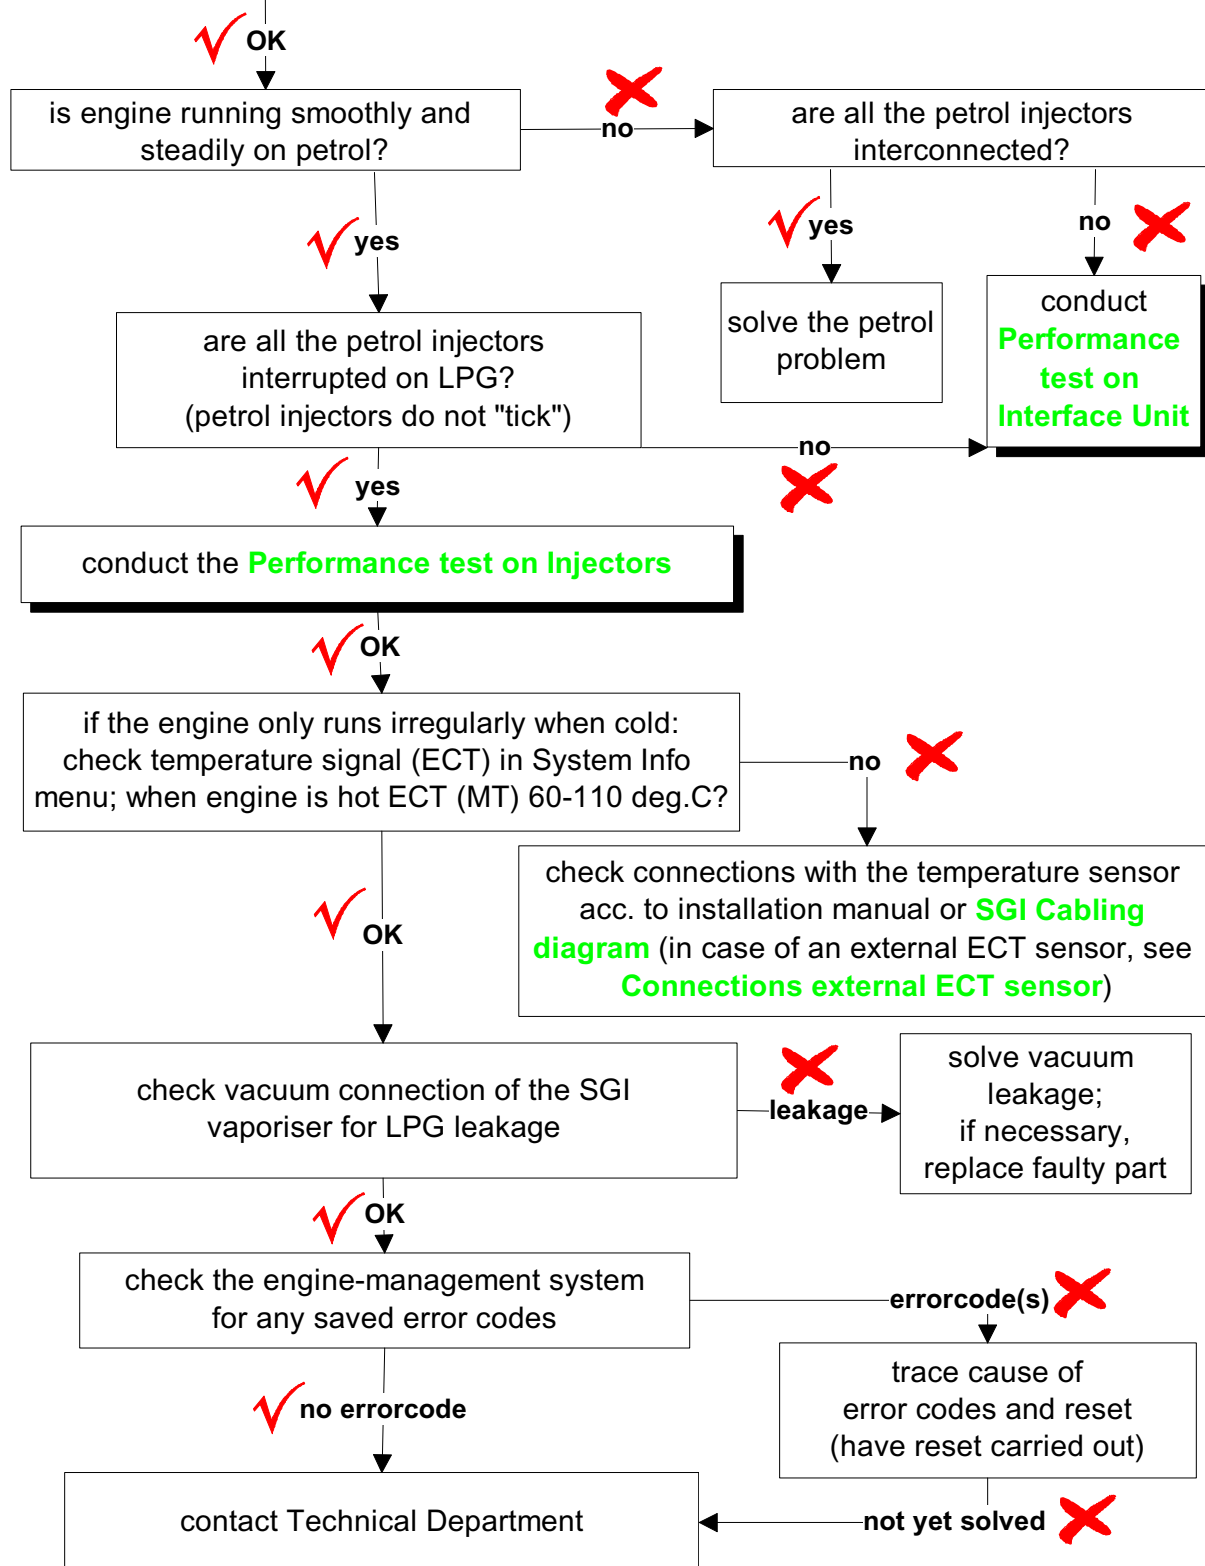 OK
is engine running smoothly and
steadily on petrol?
no
are all the petrol injectors
interconnected?
yes
yes
no
are all the petrol injectors
interrupted on LPG?
(petrol injectors do not "tick")
solve the petrol
problem
conduct
Performance
test on
Interface Unit
no
yes
conduct the Performance test on Injectors
OK
if the engine only runs irregularly when cold:
check temperature signal (ECT) in System Info
menu; when engine is hot ECT (MT) 60-110 deg.C?
no
check connections with the temperature sensor
acc. to installation manual or SGI Cabling
diagram (in case of an external ECT sensor, see
Connections external ECT sensor)
OK
check vacuum connection of the SGI
vaporiser for LPG leakage
leakage
solve vacuum
leakage;
if necessary,
replace faulty part
OK
check the engine-management system
for any saved error codes
errorcode(s)
trace cause of
error codes and reset
(have reset carried out)
no errorcode
not yet solved
contact Technical Department